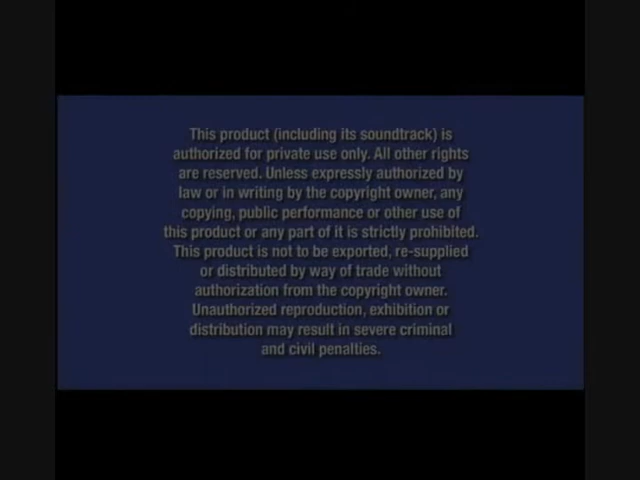 This product (including its soundtrack) is
authorized for private use only. All other rights
are reserved. Unless expressly authorized by
law or in writing by the copyright owner, any
copying, public performance or other use of
this product or any part of it is strictly prohibited.
This product is not to be exported, re-supplied
or distributed by way of trade without
authorization from the copyright owner.
Unauthorized reproduction, exhibition or
distribution may result in severe criminal
and civil penalties.